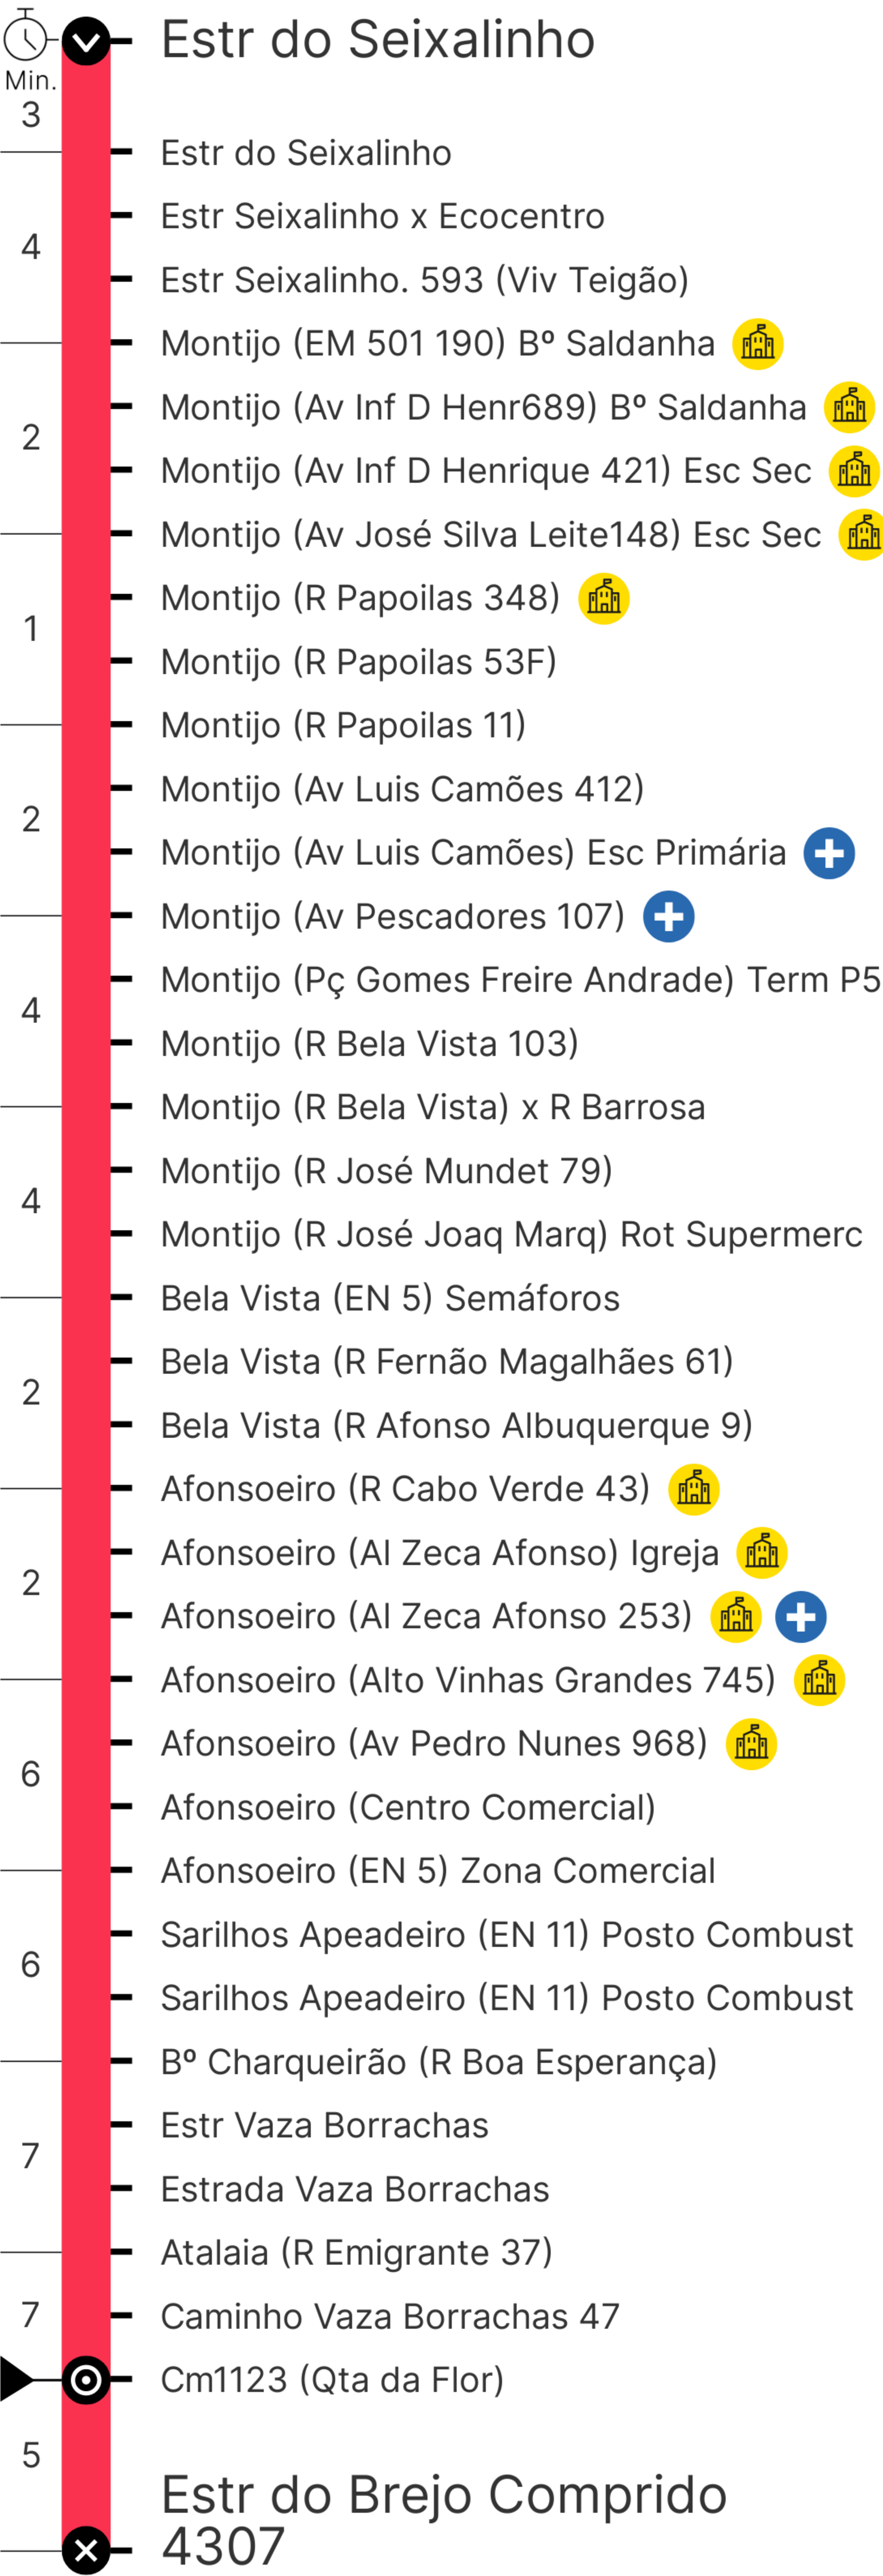 Estr do Seixalinho
Min.
3
Estr do Seixalinho
Estr Seixalinho x Ecocentro
4
Estr Seixalinho. 593 (Viv Teigão)
Montijo (EM 501 190) Bº Saldanha
Montijo (Av Inf D Henr689) Bº Saldanha
2
Montijo (Av Inf D Henrique 421) Esc Sec
Montijo (Av José Silva Leite148) Esc Sec
Montijo (R Papoilas 348)
1
Montijo (R Papoilas 53F)
Montijo (R Papoilas 11)
Montijo (Av Luis Camões 412)
2
Montijo (Av Luis Camões) Esc Primária
Montijo (Av Pescadores 107)
Montijo (Pç Gomes Freire Andrade) Term P5
4
Montijo (R Bela Vista 103)
Montijo (R Bela Vista) x R Barrosa
Montijo (R José Mundet 79)
4
Montijo (R José Joaq Marq) Rot Supermerc
Bela Vista (EN 5) Semáforos
Bela Vista (R Fernão Magalhães 61)
2
Bela Vista (R Afonso Albuquerque 9)
Afonsoeiro (R Cabo Verde 43)
Afonsoeiro (Al Zeca Afonso) Igreja
2
Afonsoeiro (Al Zeca Afonso 253)
Afonsoeiro (Alto Vinhas Grandes 745)
Afonsoeiro (Av Pedro Nunes 968)
6
Afonsoeiro (Centro Comercial)
Afonsoeiro (EN 5) Zona Comercial
Sarilhos Apeadeiro (EN 11) Posto Combust
6
Sarilhos Apeadeiro (EN 11) Posto Combust
Bº Charqueirão (R Boa Esperança)
Estr Vaza Borrachas
7
Estrada Vaza Borrachas
Atalaia (R Emigrante 37)
7
Caminho Vaza Borrachas 47
Cm1123 (Qta da Flor)
5
Estr do Brejo Comprido
4307